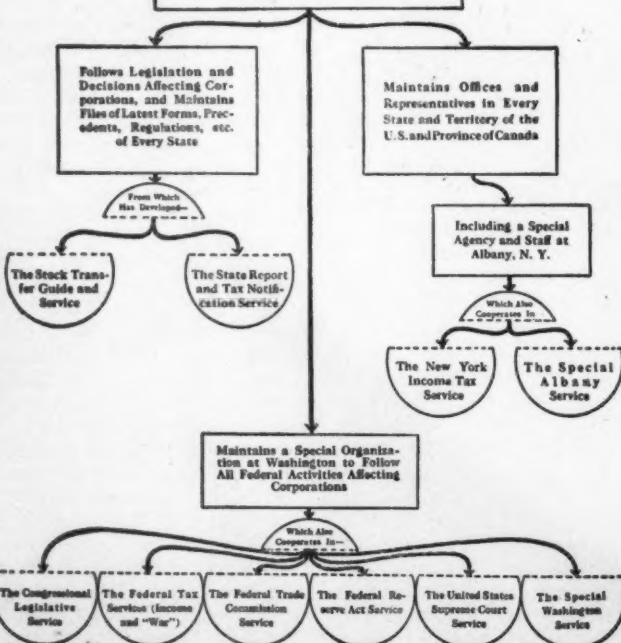 Follows Legislation and
Decisions Affecting Cor-
porations, and Maintains
Files of Latest Forms, Prec-
edents, Regulations, etc.
of Every State
Maintains Offices and
Representatives in Every
State and Territory of the
U.S. and Province of Canada
From Which
Has Developed—
The Stock Trans-
fer Guide and
Service
The State Report
and Tax Notifi-
cation Service
Including a Special
Agency and Staff at
Albany, N. Y.
Which Also
Cooperates In
The New York
Income Tax
Service
The Special
Albany
Service
Maintains a Special Organiza-
tion at Washington to Follow
All Federal Activities Affecting
Corporations
Which Also
Cooperates In—
The Congressional
Legislative
Service
The Federal Tax
Services (Income
and "War")
The Federal Trade
Commission
Service
The Federal Re-
serve Act Service
The United States
Supreme Court
Service
The Special
Washington
Service